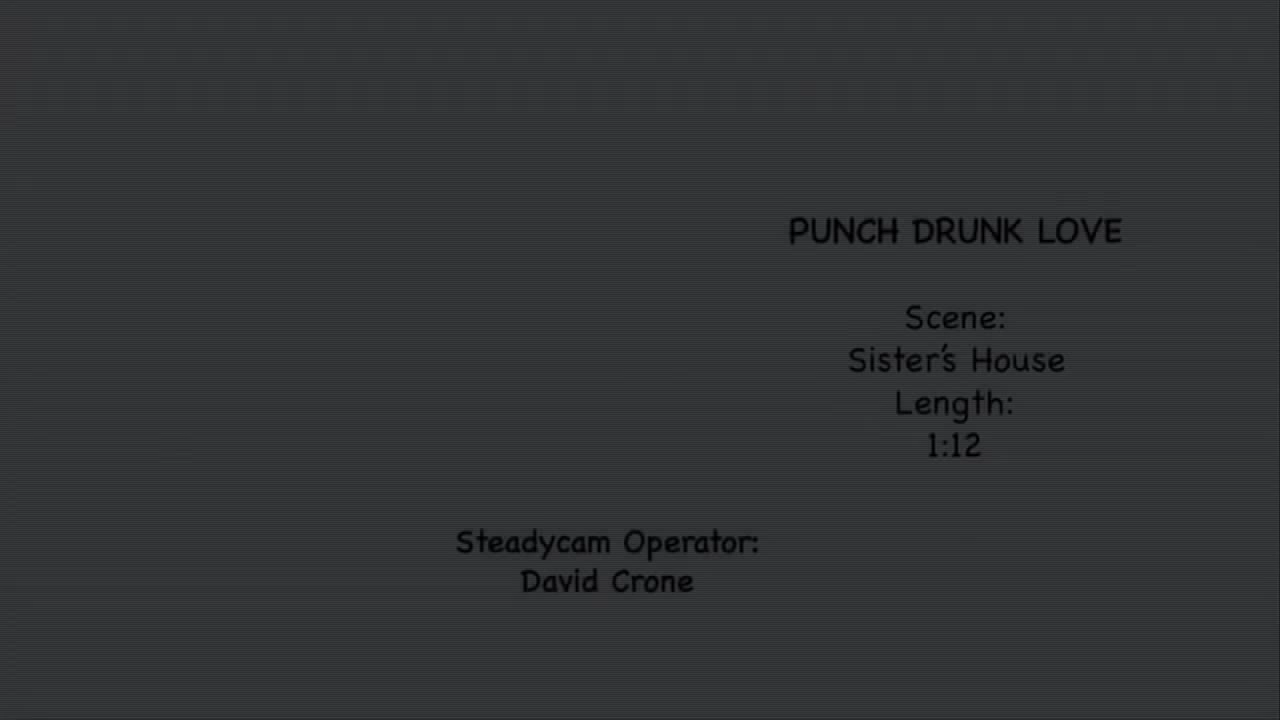 PUNCH DRUNK LOVE
Scene:
Sister's House
Length:
1:12
Steadycam Operator:
David Crone